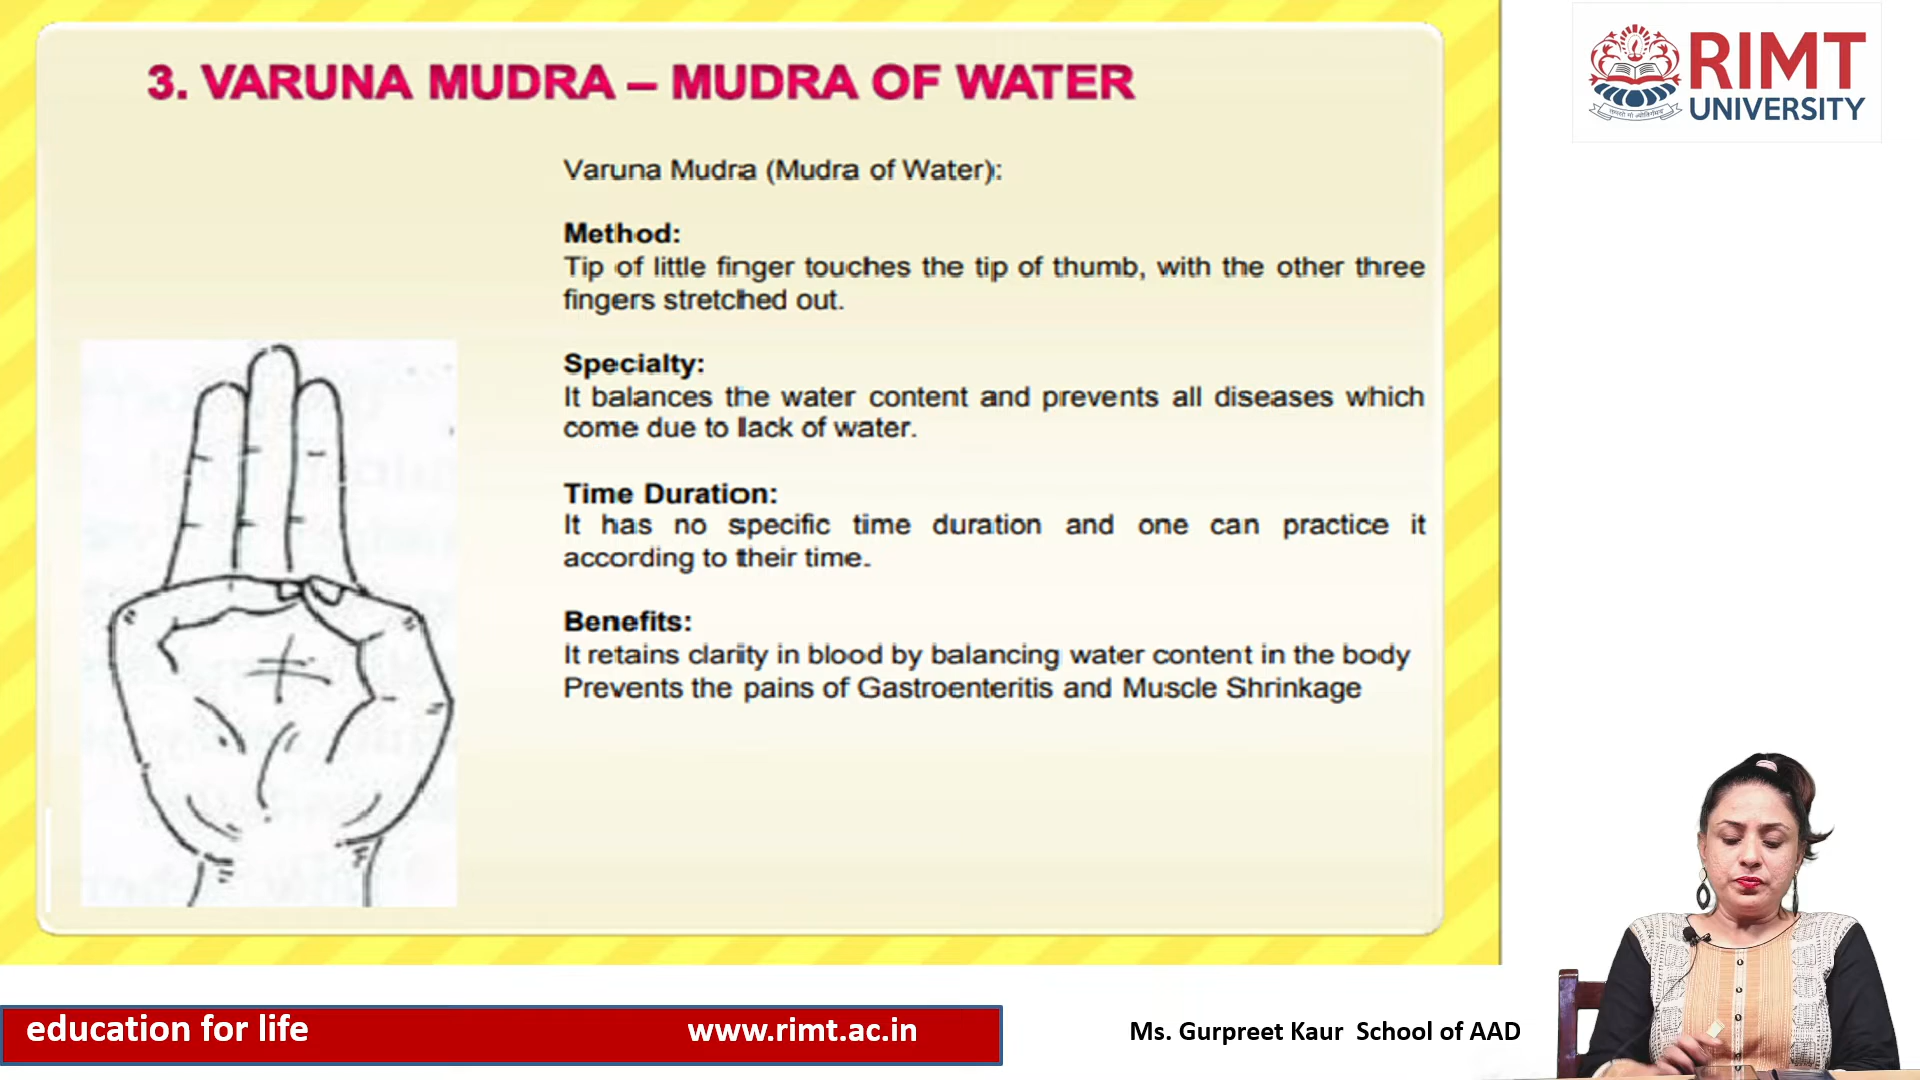 3. VARUNA MUDRA – MUDRA OF WATER
Varuna Mudra (Mudra of Water):
Method:
Tip of little finger touches the tip of thumb, with the other three
fingers stretched out.
Specialty:
It balances the water content and prevents all diseases which
come due to lack of water.
Time Duration:
It has no specific time duration and one can practice it
according to their time.
Benefits:
It retains clarity in blood by balancing water content in the body
Prevents the pains of Gastroenteritis and Muscle Shrinkage
RIMT
UNIVERSITY
education for life
www.rimt.ac.in
Ms. Gurpreet Kaur School of AAD